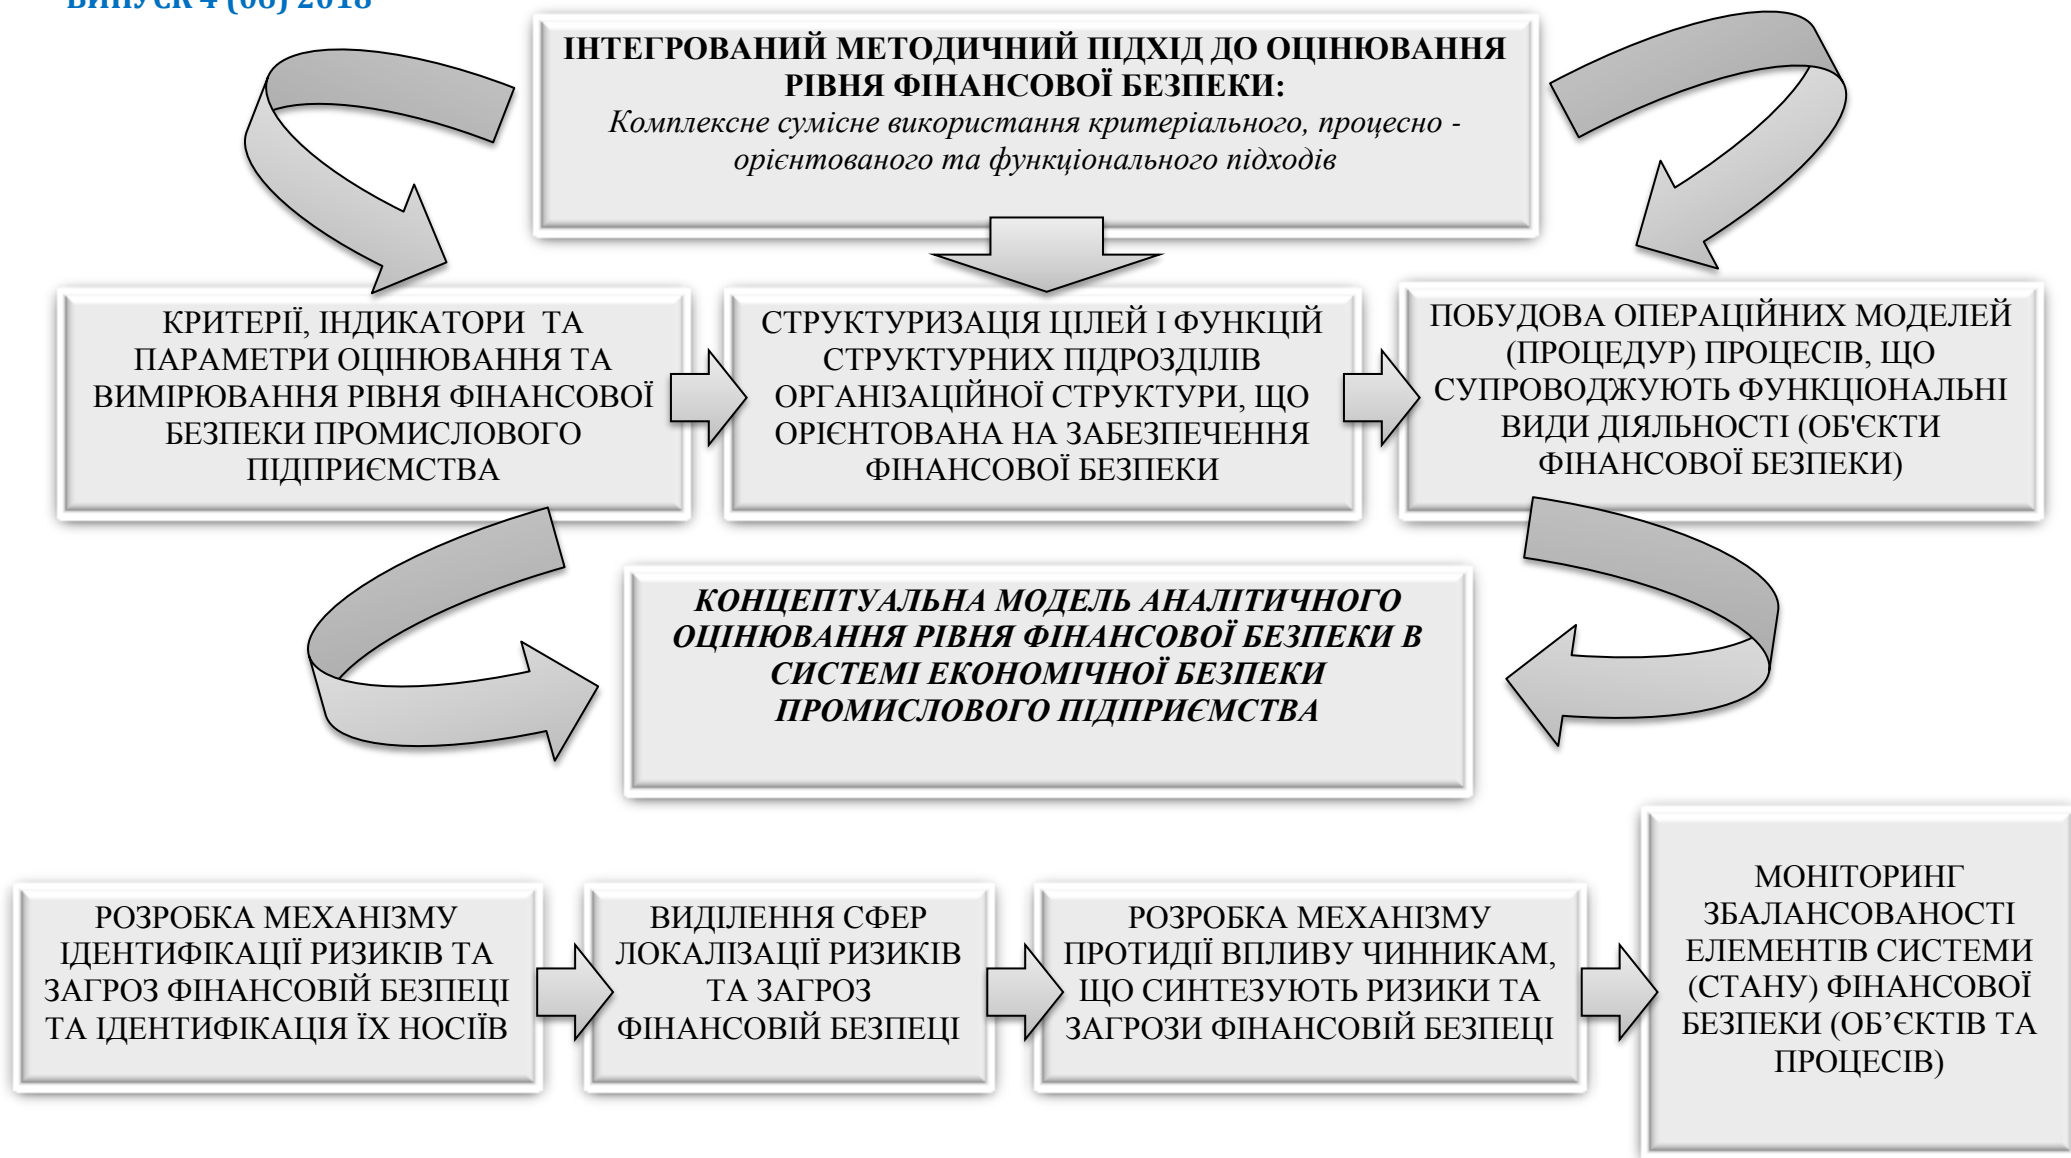 ВИПУСК 4 (06) 2018
ІНТЕГРОВАНИЙ МЕТОДИЧНИЙ ПІДХІД ДО ОЦІНЮВАННЯ
РІВНЯ ФІНАНСОВОЇ БЕЗПЕКИ:
Комплексне сумісне використання критеріального, процесно -
орієнтованого та функціонального підходів
КРИТЕРІЇ, ІНДИКАТОРИ ТА
ПАРАМЕТРИ ОЦІНЮВАННЯ ТА
ВИМІРЮВАННЯ РІВНЯ ФІНАНСОВОЇ
БЕЗПЕКИ ПРОМИСЛОВОГО
ПІДПРИЄМСТВА
СТРУКТУРИЗАЦІЯ ЦІЛЕЙ І ФУНКЦІЙ
СТРУКТУРНИХ ПІДРОЗДІЛІВ
ОРГАНІЗАЦІЙНОЇ СТРУКТУРИ, ЩО
ОРІЄНТОВАНА НА ЗАБЕЗПЕЧЕННЯ
ФІНАНСОВОЇ БЕЗПЕКИ
ПОБУДОВА ОПЕРАЦІЙНИХ МОДЕЛЕЙ
(ПРОЦЕДУР) ПРОЦЕСІВ, ЩО
СУПРОВОДЖУЮТЬ ФУНКЦІОНАЛЬНІ
ВИДИ ДІЯЛЬНОСТІ (ОБ'ЄКТИ
ФІНАНСОВОЇ БЕЗПЕКИ)
КОНЦЕПТУАЛЬНА МОДЕЛЬ АНАЛІТИЧНОГО
ОЦІНЮВАННЯ РІВНЯ ФІНАНСОВОЇ БЕЗПЕКИ В
СИСТЕМІ ЕКОНОМІЧНОЇ БЕЗПЕКИ
ПРОМИСЛОВОГО ПІДПРИЄМСТВА
РОЗРОБКА МЕХАНІЗМУ
ІДЕНТИФІКАЦІЇ РИЗИКІВ ТА
ЗАГРОЗ ФІНАНСОВІЙ БЕЗПЕЦІ
ТА ІДЕНТИФІКАЦІЯ ЇХ НОСІЇВ
ВИДІЛЕННЯ СФЕР
ЛОКАЛІЗАЦІЇ РИЗИКІВ
ТА ЗАГРОЗ
ФІНАНСОВІЙ БЕЗПЕЦІ
РОЗРОБКА МЕХАНІЗМУ
ПРОТИДІЇ ВПЛИВУ ЧИННИКАМ,
ЩО СИНТЕЗУЮТЬ РИЗИКИ ТА
ЗАГРОЗИ ФІНАНСОВІЙ БЕЗПЕЦІ
МОНІТОРИНГ
ЗБАЛАНСОВАНОСТІ
ЕЛЕМЕНТІВ СИСТЕМИ
(СТАНУ) ФІНАНСОВОЇ
БЕЗПЕКИ (ОБ’ЄКТІВ ТА
ПРОЦЕСІВ)